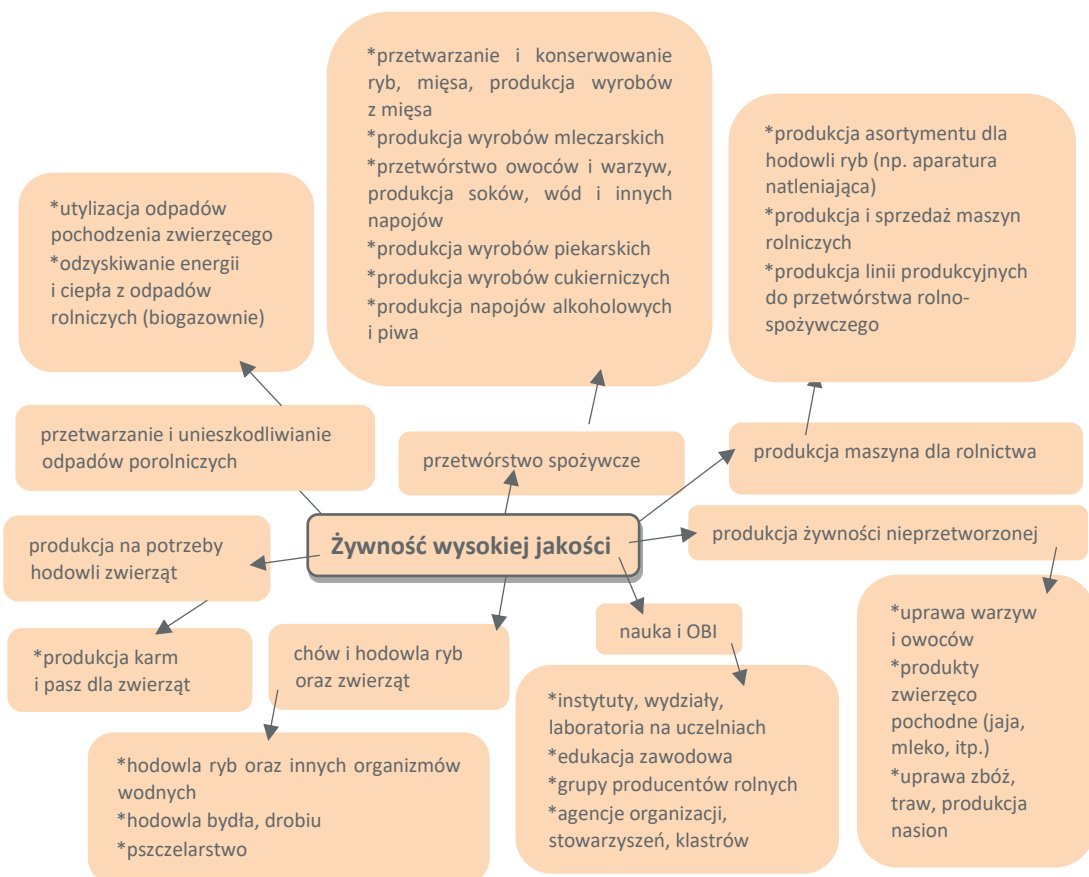 *przetwarzanie i konserwowanie
ryb, mięsa, produkcja wyrobów
z mięsa
*produkcja wyrobów mleczarskich
*przetwórstwo owoców i warzyw,
produkcja soków, wód i innych
napojów
*produkcja wyrobów piekarskich
*produkcja wyrobów cukierniczych
*produkcja napojów alkoholowych
i piwa
*produkcja asortymentu dla
hodowli ryb (np. aparatura
natleniająca)
*produkcja i sprzedaż maszyn
rolniczych
*produkcja linii produkcyjnych
do przetwórstwa rolno-
spożywczego
*utylizacja odpadów
pochodzenia zwierzęcego
*odzyskiwanie energii
i ciepła z odpadów
rolniczych (biogazownie)
przetwarzanie i unieszkodliwianie
odpadów porolniczych
przetwórstwo spożywcze
produkcja maszyna dla rolnictwa
produkcja na potrzeby
hodowli zwierząt
Żywność wysokiej jakości
produkcja żywności nieprzetworzonej
*produkcja karm
i pasz dla zwierząt
chów i hodowla ryb
oraz zwierząt
nauka i OBI
*uprawa warzyw
i owoców
*produkty
zwierzęco
pochodne (jaja,
mleko, itp.)
*uprawa zbóż,
traw, produkcja
nasion
*instytuty, wydziały,
laboratoria na uczelniach
*edukacja zawodowa
*grupy producentów rolnych
*agencje organizacji,
stowarzyszeń, klastrów
*hodowla ryb oraz innych organizmów
wodnych
*hodowla bydła, drobiu
*pszczelarstwo